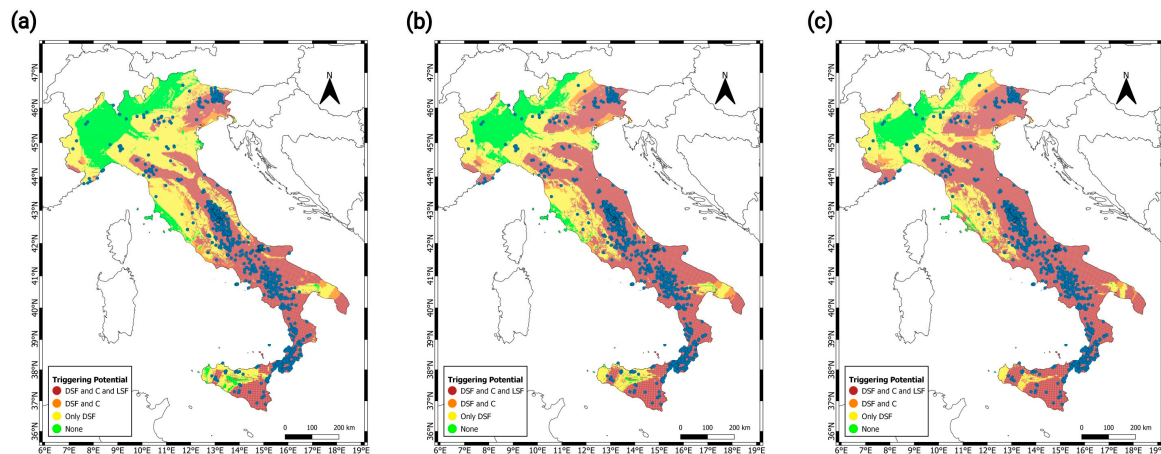 (a)
(b)
(c)
N
47°N
46°N
45°N
44°N
43°N
42°N
41°N
40°N
39°N
38°N
37°N
36°N
Triggering Potential
DSF and C and LSF
DSF and C
Only DSF
None
0 100 200 km
6°E 7°E 8°E 9°E 10°E 11°E 12°E 13°E 14°E 15°E 16°E 17°E 18°E 19°E
N
47°N
46°N
45°N
44°N
43°N
42°N
41°N
40°N
39°N
38°N
37°N
36°N
Triggering Potential
DSF and C and LSF
DSF and C
Only DSF
None
0 100 200 km
6°E 7°E 8°E 9°E 10°E 11°E 12°E 13°E 14°E 15°E 16°E 17°E 18°E 19°E
N
47°N
46°N
45°N
44°N
43°N
42°N
41°N
40°N
39°N
38°N
37°N
36°N
Triggering Potential
DSF and C and LSF
DSF and C
Only DSF
None
0 100 200 km
6°E 7°E 8°E 9°E 10°E 11°E 12°E 13°E 14°E 15°E 16°E 17°E 18°E